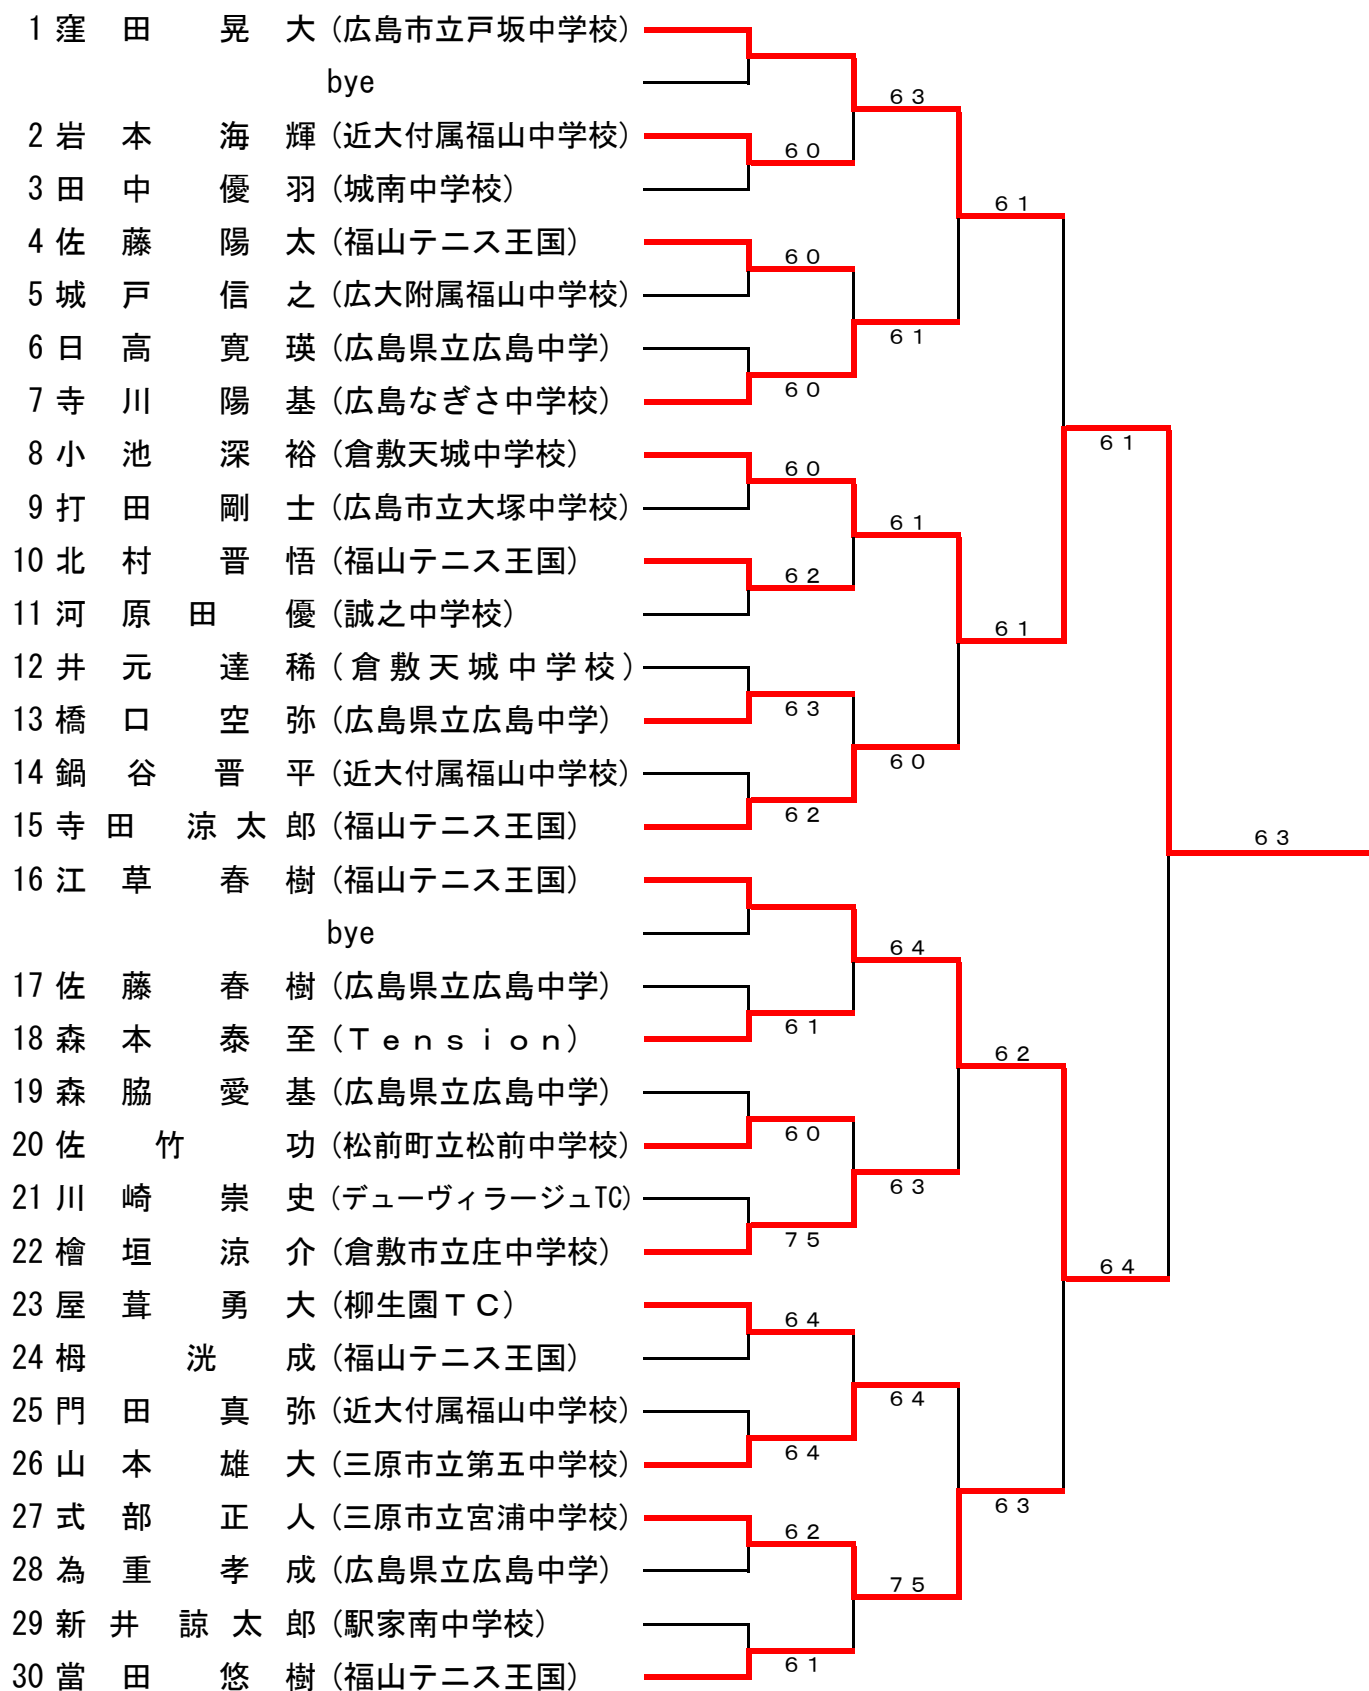 1 窪田 晃大 (広島市立戸坂中学校)
bye
63
2 岩本 海輝 (近大付属福山中学校)
60
3 田中 優羽 (城南中学校)
61
4 佐藤 陽太 (福山テニス王国)
60
5 城戸 信之 (広大附属福山中学校)
6 日高 寛瑛 (広島県立広島中学)
61
7 寺川 陽基 (広島なぎさ中学校)
60
8 小池 深裕 (倉敷天城中学校)
60
61
9 打田 剛士 (広島市立大塚中学校)
61
10 北村 晋悟 (福山テニス王国)
62
11 河原田 優 (誠之中学校)
61
12 井元 達稀 (倉敷天城中学校)
13 橋口 空弥 (広島県立広島中学)
63
14 鍋谷 晋平 (近大付属福山中学校)
60
15 寺田 涼太郎 (福山テニス王国)
62
63
16 江草 春樹 (福山テニス王国)
bye
64
17 佐藤 春樹 (広島県立広島中学)
18 森本 泰至 (Tension)
61
62
19 森脇 愛基 (広島県立広島中学)
20 佐竹 功 (松前町立松前中学校)
60
21 川崎 崇史 (デューヴィラージュTC)
63
22 檜垣 涼介 (倉敷市立庄中学校)
75
64
23 屋葺 勇大 (柳生園TC)
64
24 栂 洸成 (福山テニス王国)
25 門田 真弥 (近大付属福山中学校)
64
26 山本 雄大 (三原市立第五中学校)
64
27 式部 正人 (三原市立宮浦中学校)
62
63
28 為重 孝成 (広島県立広島中学)
75
29 新井 諒太郎 (駅家南中学校)
30 當田 悠樹 (福山テニス王国)
61